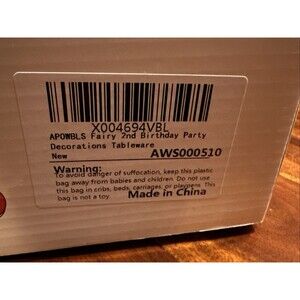 X004694VBL
APOWBLS Fairy 2nd Birthday Party
Decorations Tableware
New AWS000510
Warning:
To avoid danger of suffocation, keep this plastic
bag away from babies and children. Do not use
this bag in cribs, beds, carriages, or playpens. This
bag is not a toy.
Made in China